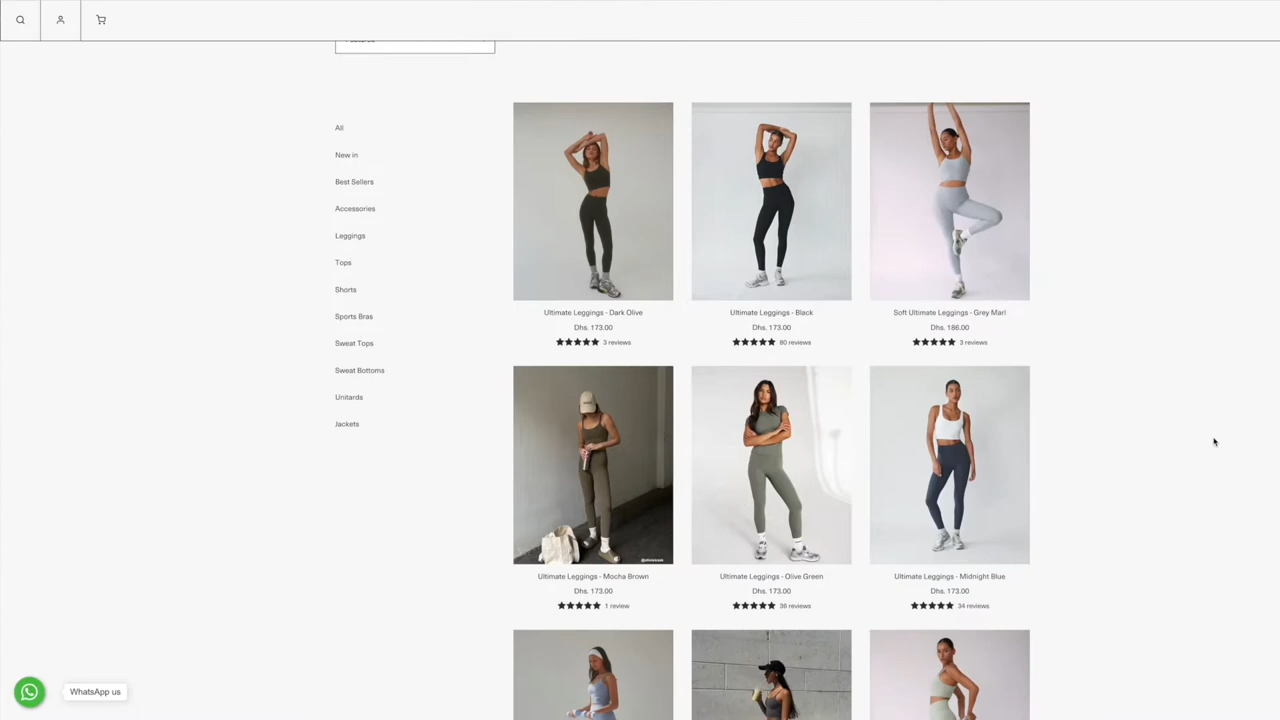 All
New in
Best Sellers
Accessories
Leggings
Tops
Shorts
Sports Bras
Sweat Tops
Sweat Bottoms
Unitards
Jackets
Ultimate Leggings - Dark Olive
Dhs. 173.00
3 reviews
Ultimate Leggings - Black
Dhs. 173.00
80 reviews
Soft Ultimate Leggings - Grey Marl
Dhs. 186.00
3 reviews
Ultimate Leggings - Mocha Brown
Dhs. 173.00
1 review
Ultimate Leggings - Olive Green
Dhs. 173.00
36 reviews
Ultimate Leggings - Midnight Blue
Dhs. 173.00
34 reviews
WhatsApp us